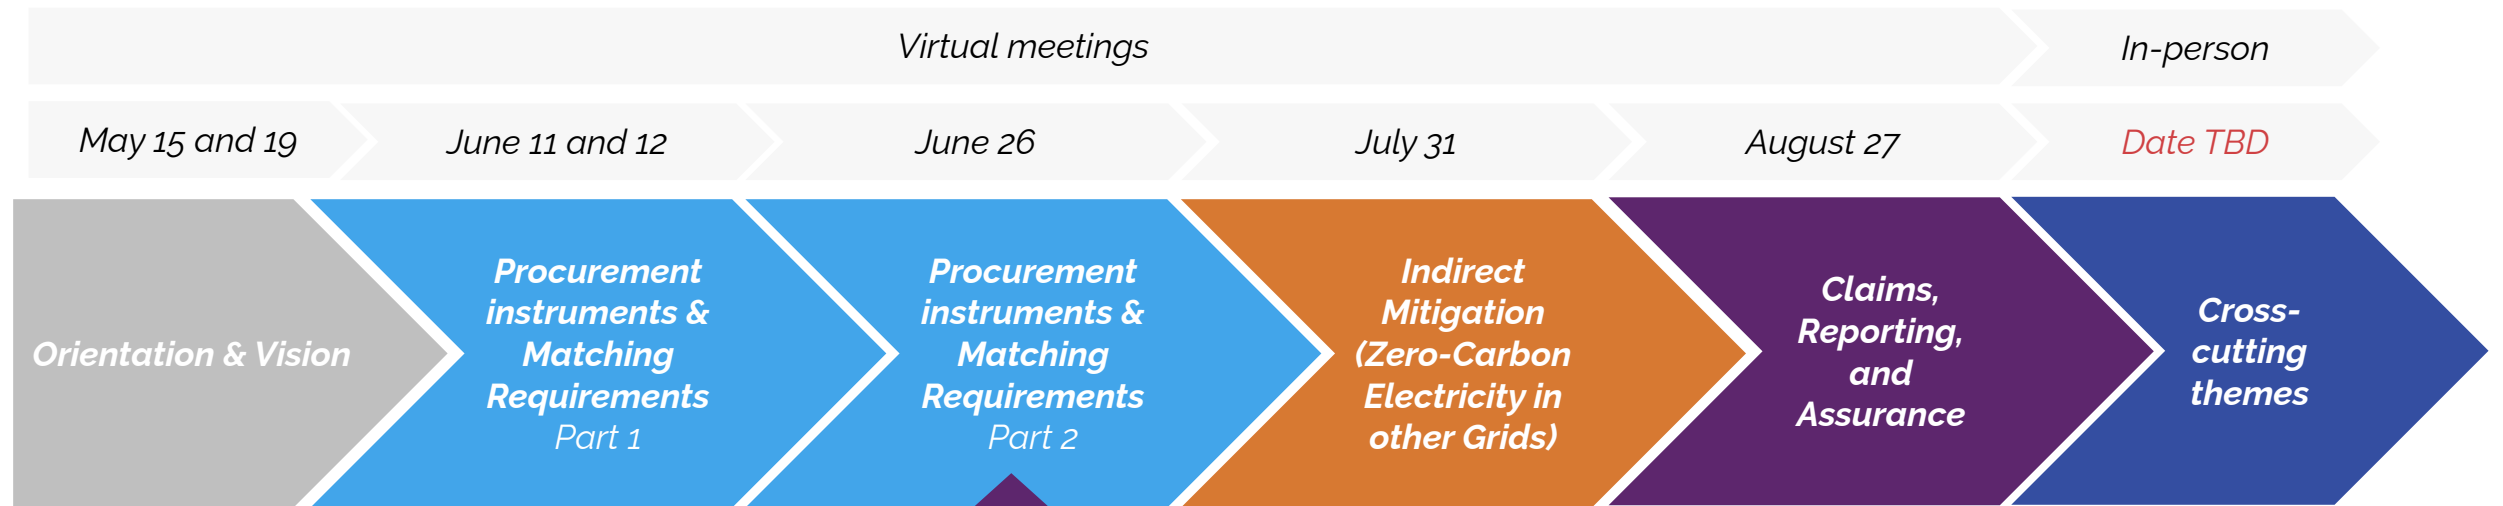 Virtual meetings
In-person
May 15 and 19
June 11 and 12
June 26
July 31
August 27
Date TBD
Orientation & Vision
Procurement
instruments &
Matching
Requirements
Part 1
Procurement
instruments &
Matching
Requirements
Part 2
Indirect
Mitigation
(Zero-Carbon
Electricity in
other Grids)
Claims,
Reporting,
and
Assurance
Cross-
cutting
themes